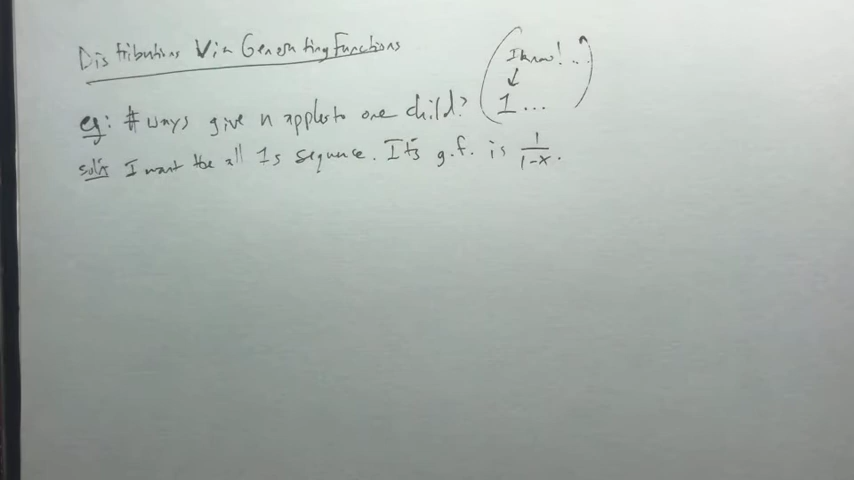 Distributions Via Generating Functions
eg: # ways give n apples to one child?
(I know!...
↓
1 ...)
sol'n I want the all 1s sequence. It's g.f. is 1/(1-x).